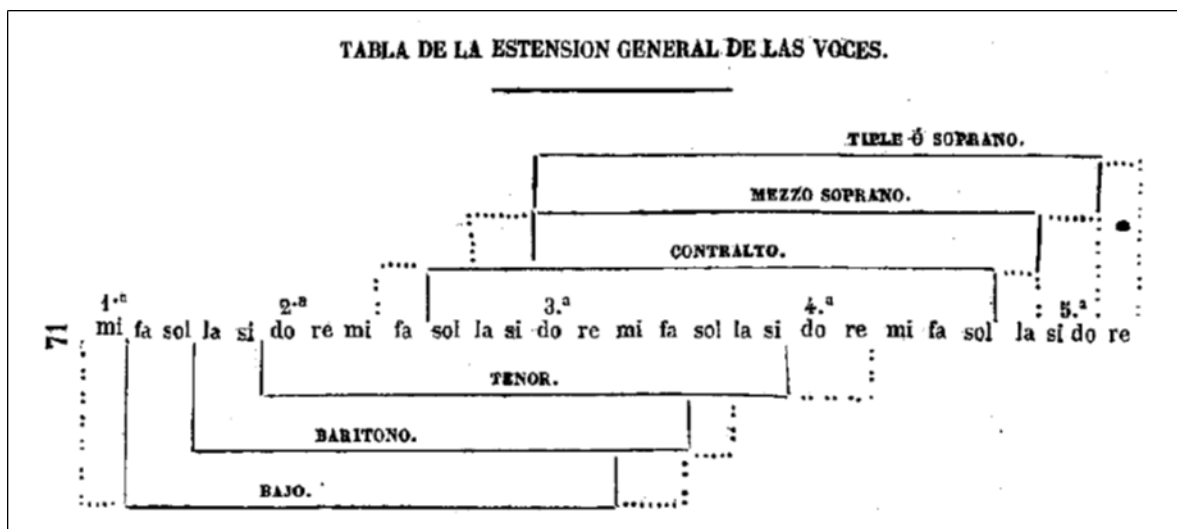 TABLA DE LA ESTENSION GENERAL DE LAS VOCES.
TIPLE Ó SOPRANO.
MEZZO SOPRANO.
CONTRALTO.
1.ª 2.ª 3.ª 4.ª 5.ª
71 mi fa sol la si do re mi fa sol la si do re mi fa sol la si do re mi fa sol la si do re
TENOR.
BARITONO.
BAJO.